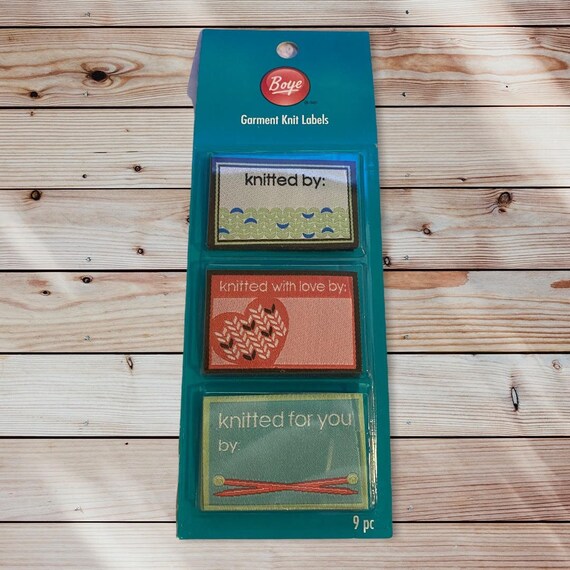 Boye
Garment Knit Labels
knitted by:
knitted with love by:
knitted for you
by:
9 pc